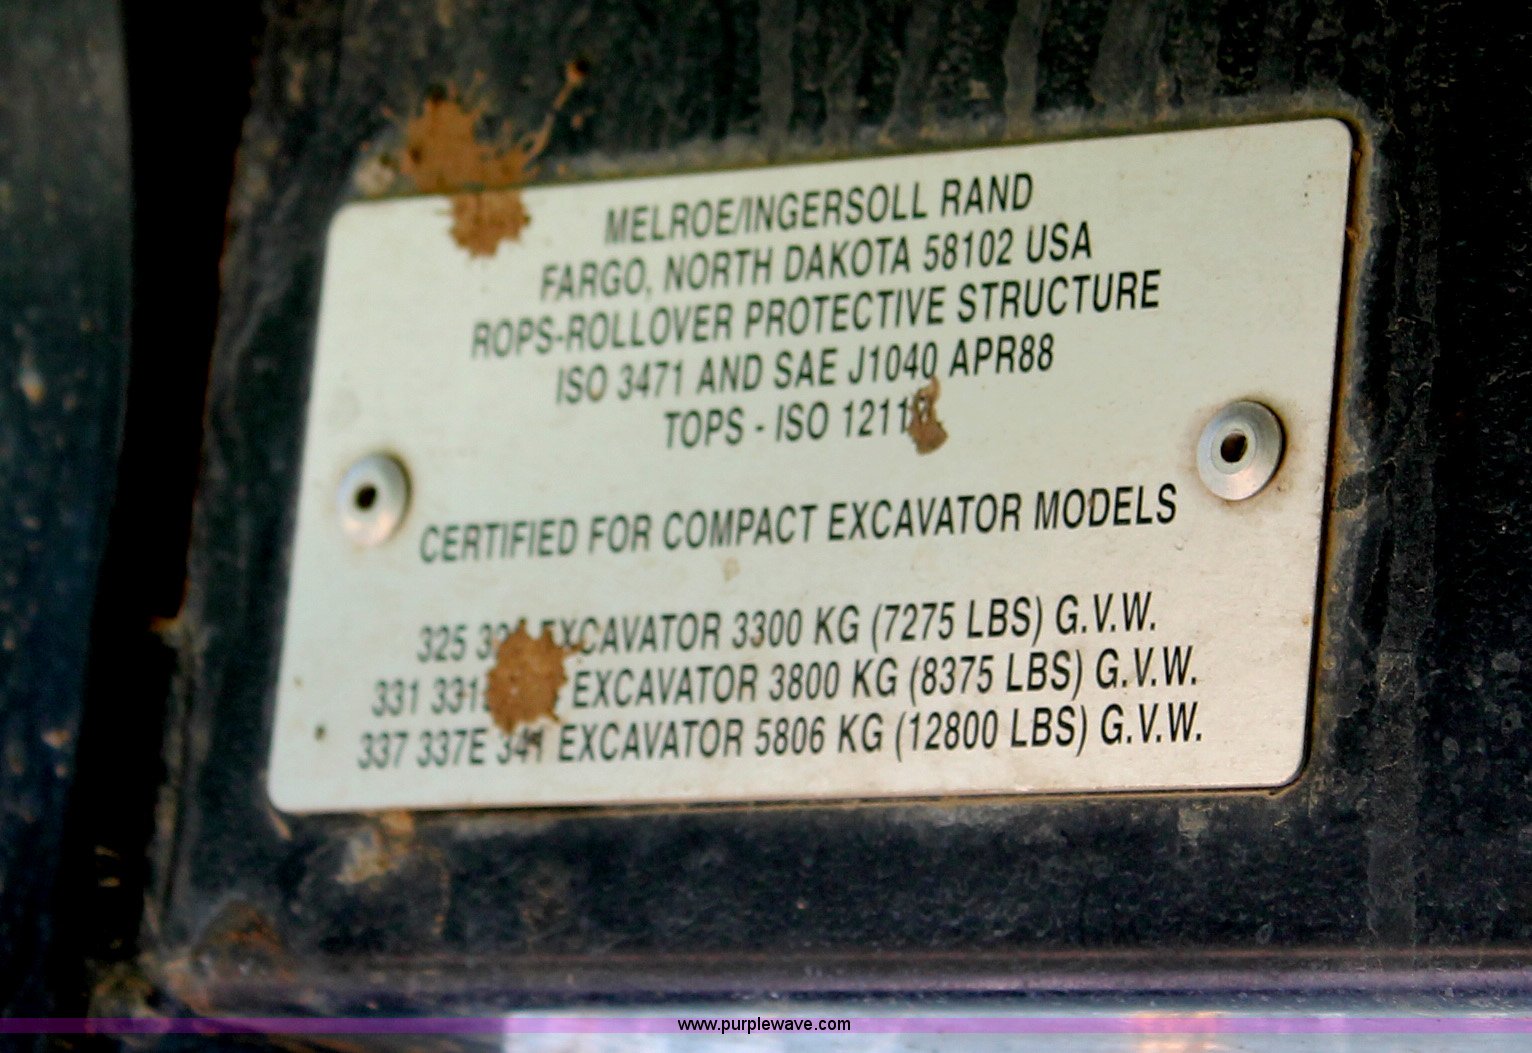 MELROE/INGERSOLL RAND
FARGO, NORTH DAKOTA 58102 USA
ROPS-ROLLOVER PROTECTIVE STRUCTURE
ISO 3471 AND SAE J1040 APR88
TOPS - ISO
CERTIFIED FOR COMPACT EXCAVATOR MODELS
325 EXCAVATOR 3300 KG (7275 LBS) G.V.W.
331 EXCAVATOR 3800 KG (8375 LBS) G.V.W.
337 337E 341 EXCAVATOR 5806 KG (12800 LBS) G.V.W.
www.purplewave.com